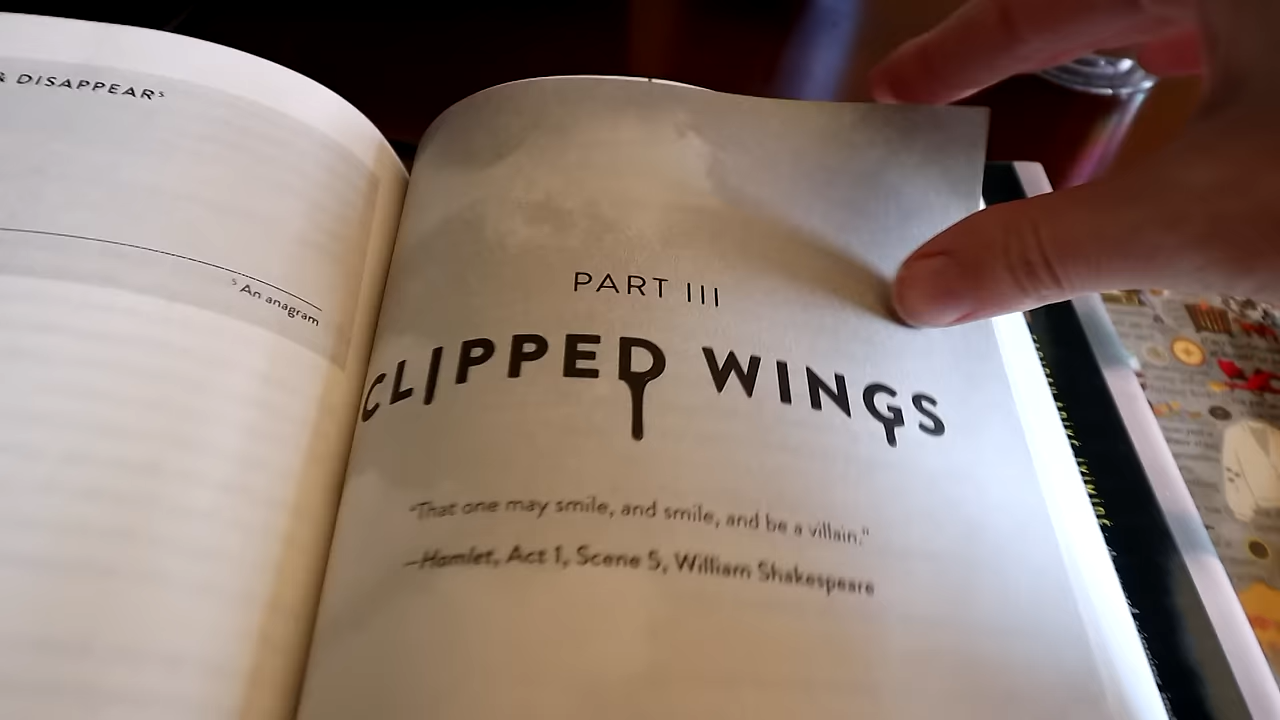 & DISAPPEAR⁵
⁵ An anagram
PART III
CLIPPED WINGS
"That one may smile, and smile, and be a villain."
—Hamlet, Act 1, Scene 5, William Shakespeare